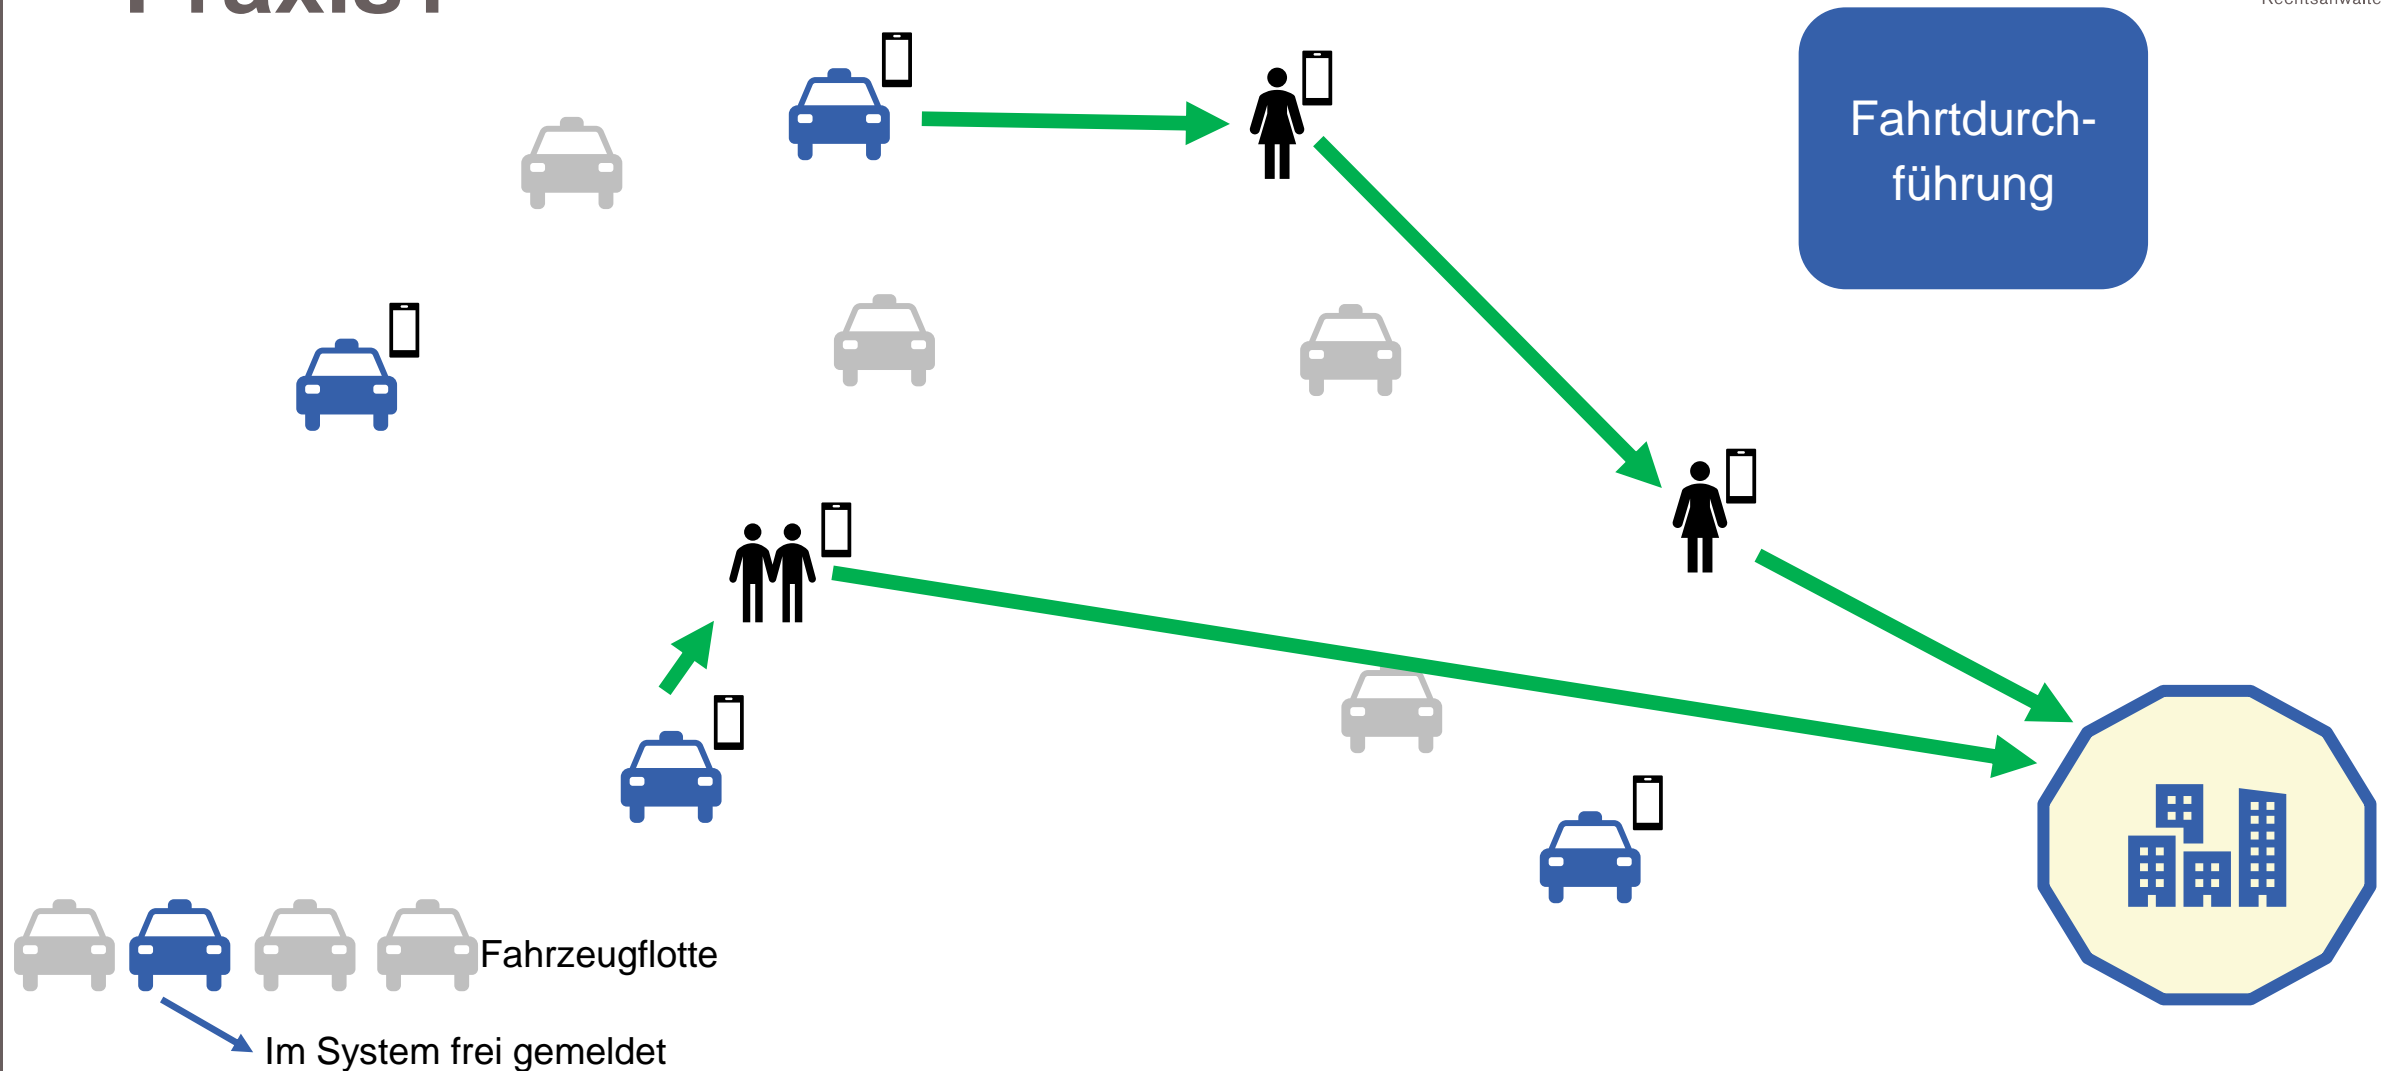 Fahrtdurch-
führung
Fahrzeugflotte
Im System frei gemeldet